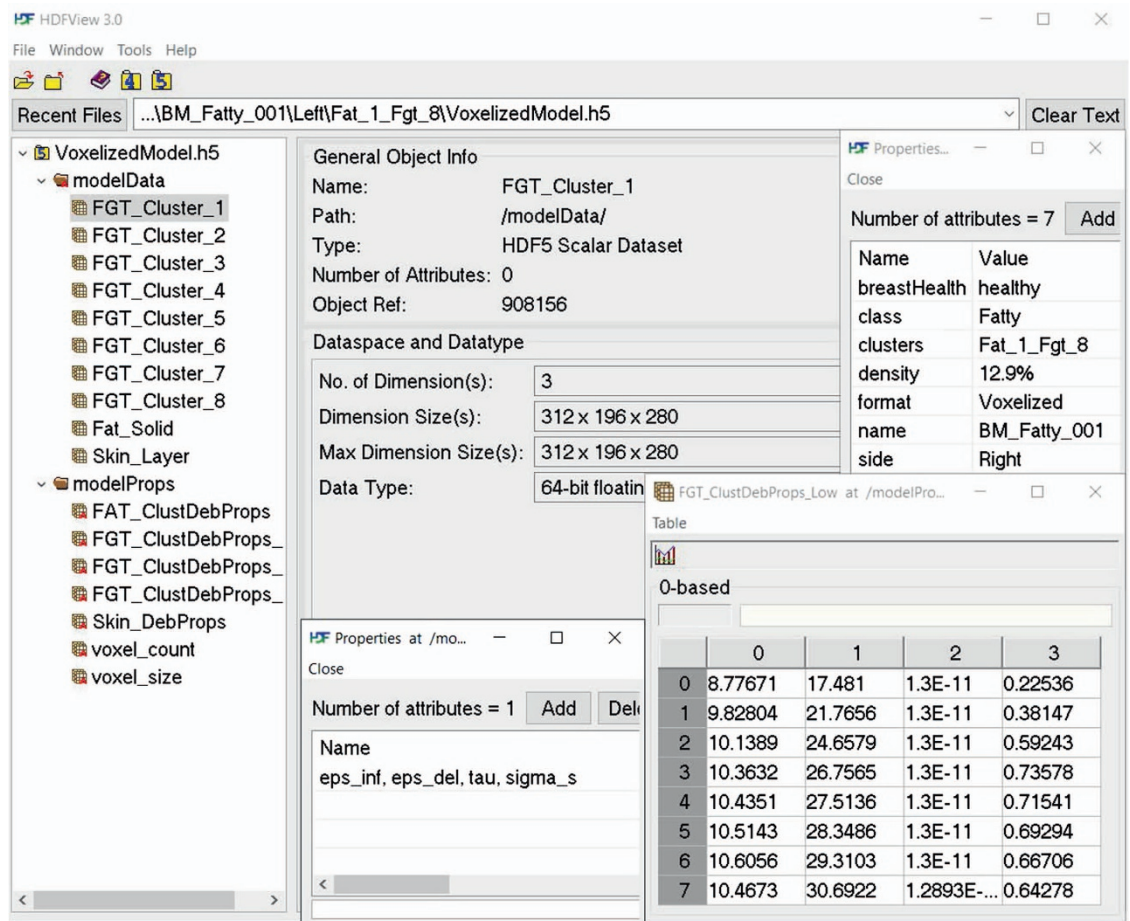 HDF HDFView 3.0
File Window Tools Help
4 5
Recent Files ...\BM_Fatty_001\Left\Fat_1_Fgt_8\VoxelizedModel.h5 Clear Text
5 VoxelizedModel.h5
modelData
FGT_Cluster_1
FGT_Cluster_2
FGT_Cluster_3
FGT_Cluster_4
FGT_Cluster_5
FGT_Cluster_6
FGT_Cluster_7
FGT_Cluster_8
Fat_Solid
Skin_Layer
modelProps
FAT_ClustDebProps
FGT_ClustDebProps_
FGT_ClustDebProps_
FGT_ClustDebProps_
Skin_DebProps
voxel_count
voxel_size
General Object Info
Name: FGT_Cluster_1
Path: /modelData/
Type: HDF5 Scalar Dataset
Number of Attributes: 0
Object Ref: 908156
Dataspace and Datatype
No. of Dimension(s): 3
Dimension Size(s): 312 x 196 x 280
Max Dimension Size(s): 312 x 196 x 280
Data Type: 64-bit floatin
HDF Properties...
Close
Number of attributes = 7 Add
Name Value
breastHealth healthy
class Fatty
clusters Fat_1_Fgt_8
density 12.9%
format Voxelized
name BM_Fatty_001
side Right
HDF Properties at /mo...
Close
Number of attributes = 1 Add Del
Name
eps_inf, eps_del, tau, sigma_s
FGT_ClustDebProps_Low at /modelPro...
Table
0-based
0 1 2 3
0 8.77671 17.481 1.3E-11 0.22536
1 9.82804 21.7656 1.3E-11 0.38147
2 10.1389 24.6579 1.3E-11 0.59243
3 10.3632 26.7565 1.3E-11 0.73578
4 10.4351 27.5136 1.3E-11 0.71541
5 10.5143 28.3486 1.3E-11 0.69294
6 10.6056 29.3103 1.3E-11 0.66706
7 10.4673 30.6922 1.2893E-... 0.64278